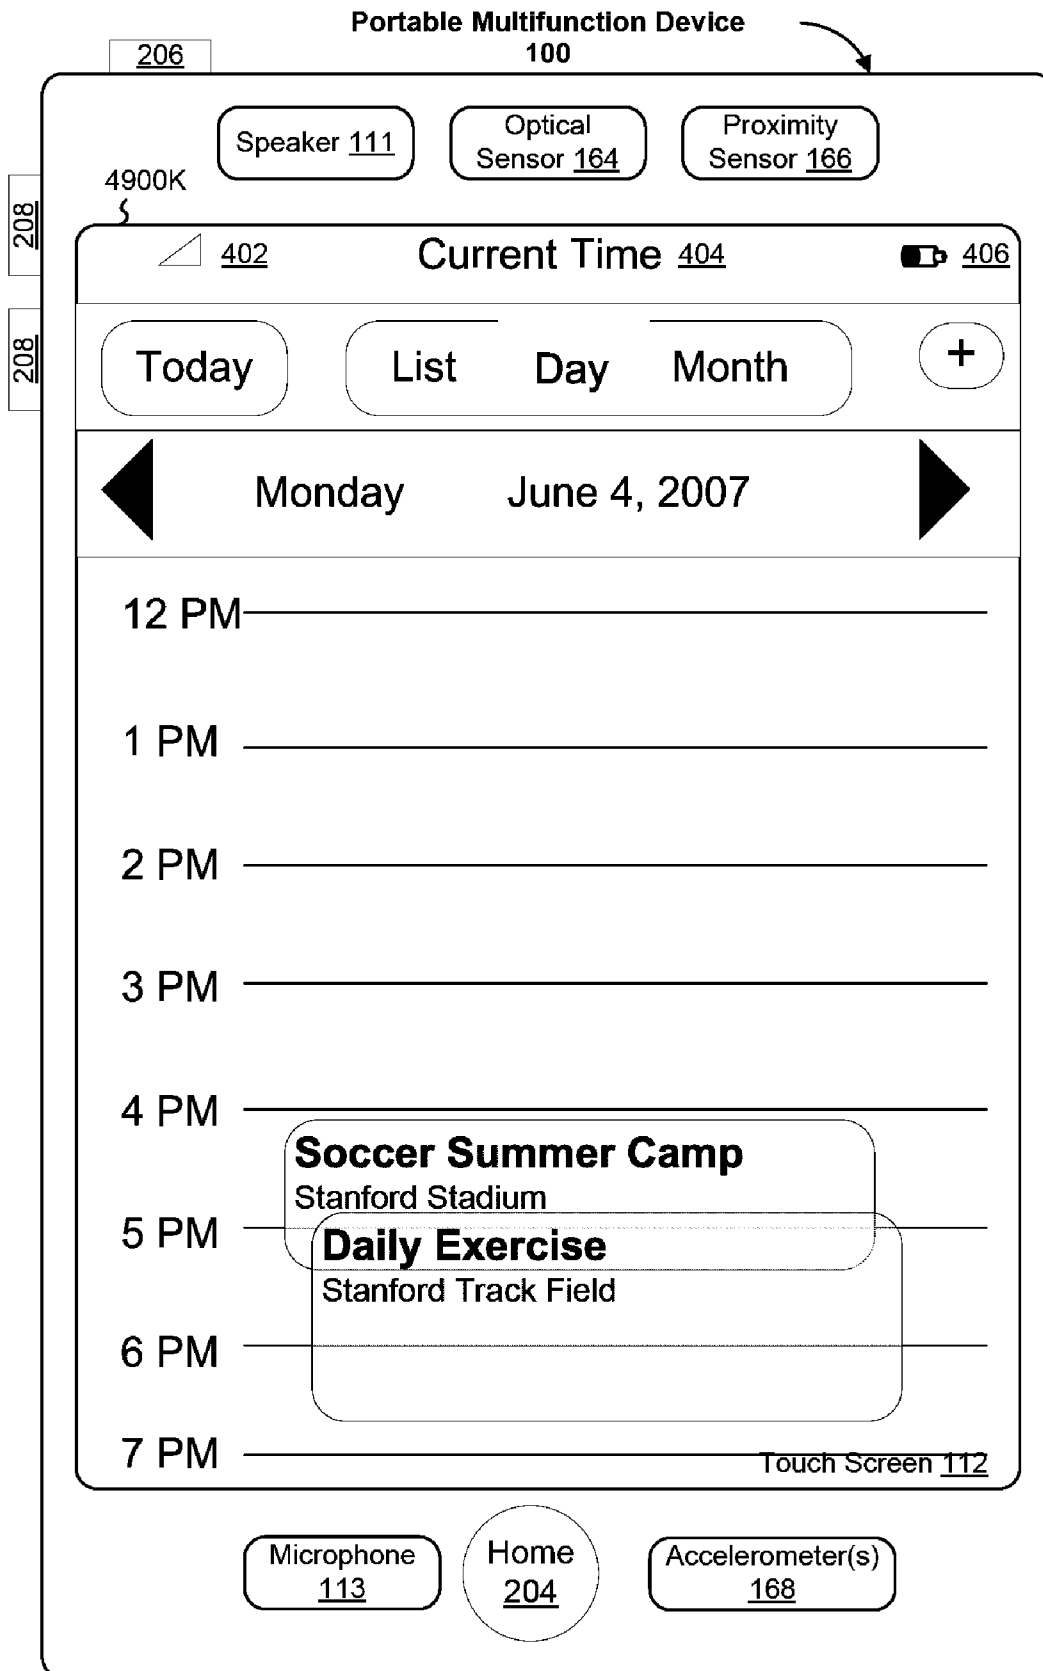 Portable Multifunction Device
100
206
Speaker 111
Optical
Sensor 164
Proximity
Sensor 166
4900K
208
208
402
Current Time 404
406
Today
List
Day
Month
+
Monday
June 4, 2007
12 PM
1 PM
2 PM
3 PM
4 PM
Soccer Summer Camp
Stanford Stadium
5 PM
Daily Exercise
Stanford Track Field
6 PM
7 PM
Touch Screen 112
Microphone
113
Home
204
Accelerometer(s)
168